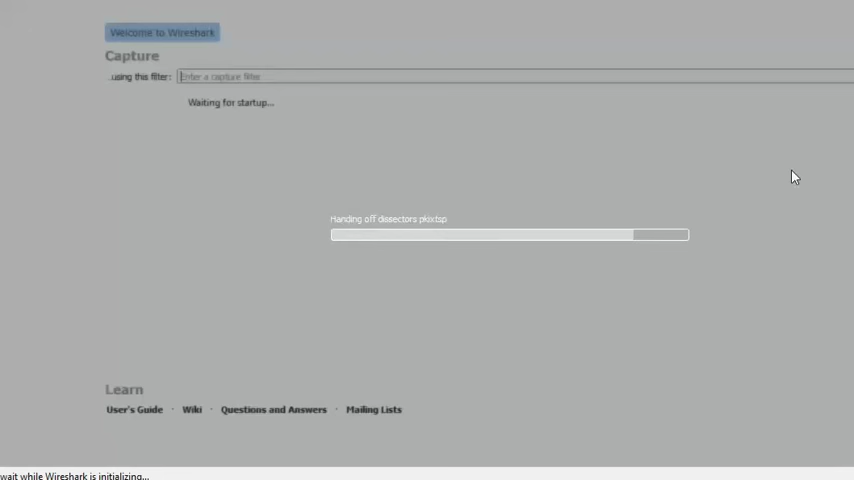 Welcome to Wireshark
Capture
...using this filter: Enter a capture filter ...
Waiting for startup...
Handing off dissectors pkixtsp
Learn
User's Guide · Wiki · Questions and Answers · Mailing Lists
wait while Wireshark is initializing...